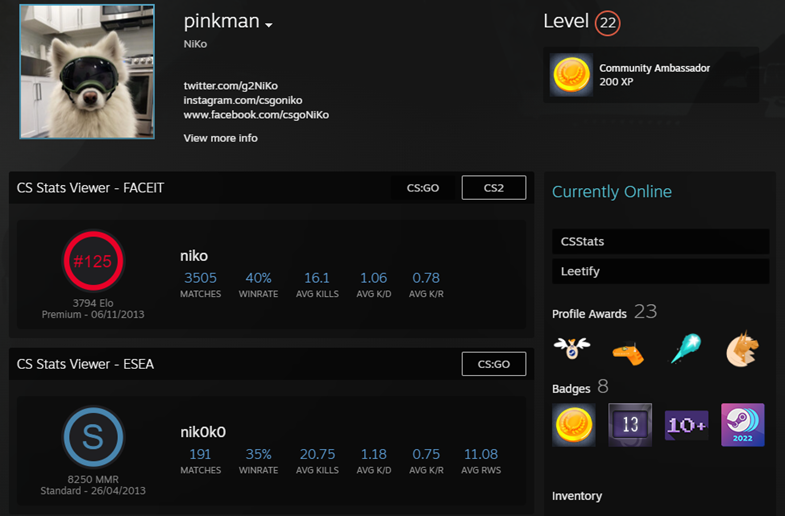 pinkman
NiKo
twitter.com/g2NiKo
instagram.com/csgoniko
www.facebook.com/csgoNiKo
View more info
Level 22
Community Ambassador
200 XP
CS Stats Viewer - FACEIT
CS:GO CS2
#125
3794 Elo
Premium - 06/11/2013
niko
3505 40% 16.1 1.06 0.78
MATCHES WINRATE AVG KILLS AVG K/D AVG K/R
CS Stats Viewer - ESEA
CS:GO
S
8250 MMR
Standard - 26/04/2013
nik0k0
191 35% 20.75 1.18 0.75 11.08
MATCHES WINRATE AVG KILLS AVG K/D AVG K/R AVG RWS
Currently Online
CSStats
Leetify
Profile Awards 23
Badges 8
13
10+
2022
Inventory